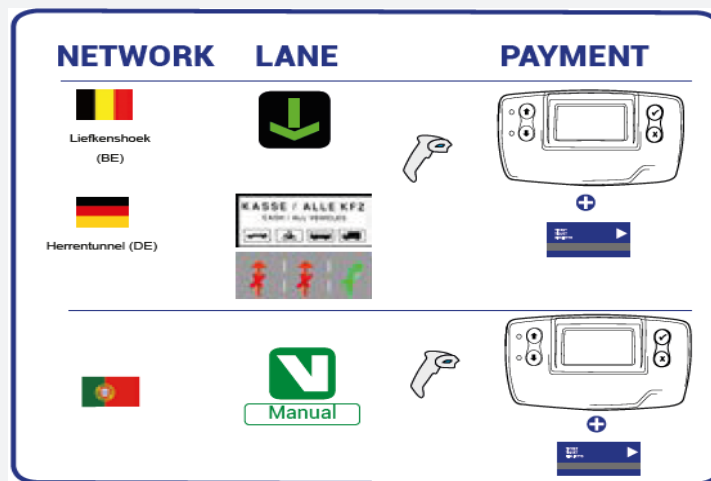 NETWORK LANE PAYMENT
Liefkenshoek
(BE)
KASSE / ALLE KFZ
CASH / ALL VEHICLES
Herrentunnel (DE)
Manual